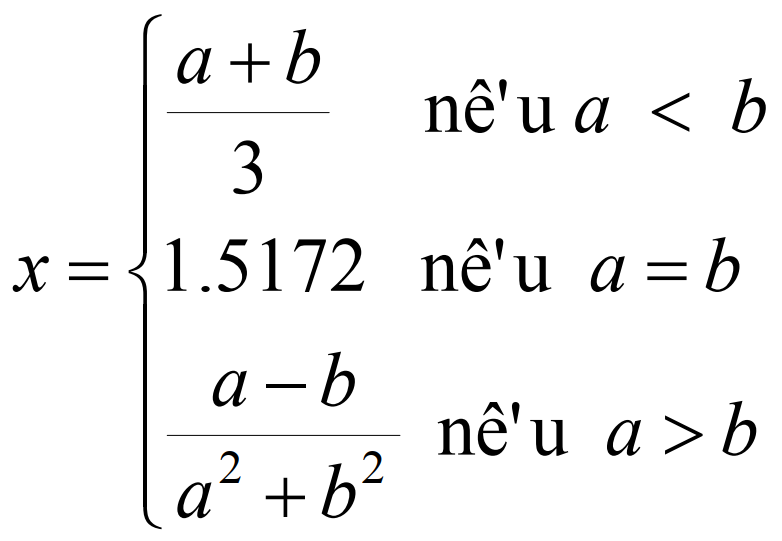 x = { (a + b) / 3 nê'u a < b
1.5172 nê'u a = b
(a − b) / (a² + b²) nê'u a > b